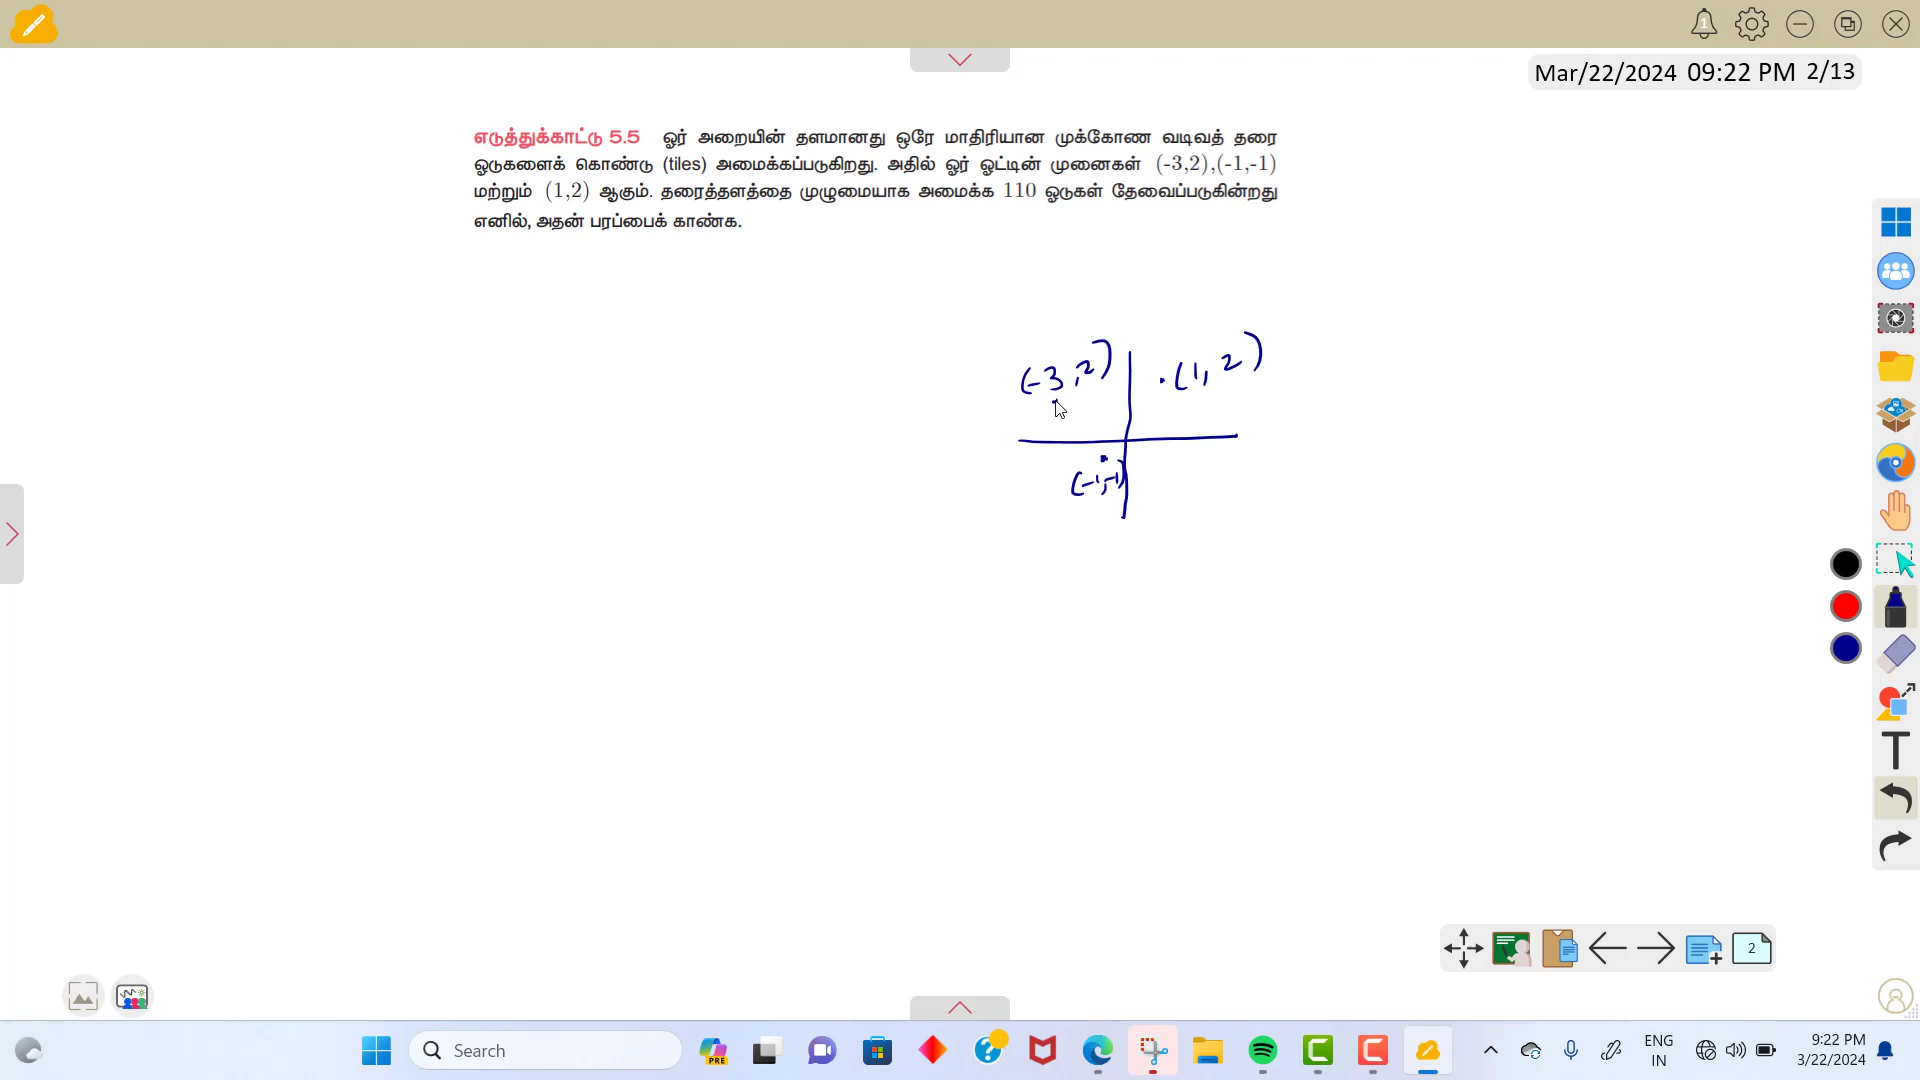 1
Mar/22/2024 09:22 PM 2/13
எடுத்துக்காட்டு 5.5 ஓர் அறையின் தளமானது ஒரே மாதிரியான முக்கோண வடிவத் தரை
ஓடுகளைக் கொண்டு (tiles) அமைக்கப்படுகிறது. அதில் ஓர் ஓட்டின் முனைகள் (-3,2),(-1,-1)
மற்றும் (1,2) ஆகும். தரைத்தளத்தை முழுமையாக அமைக்க 110 ஓடுகள் தேவைப்படுகின்றது
எனில், அதன் பரப்பைக் காண்க.
(-3,2) .(1,2)
(-1,-1)
T
2
Search
PRE
ENG
IN
9:22 PM
3/22/2024